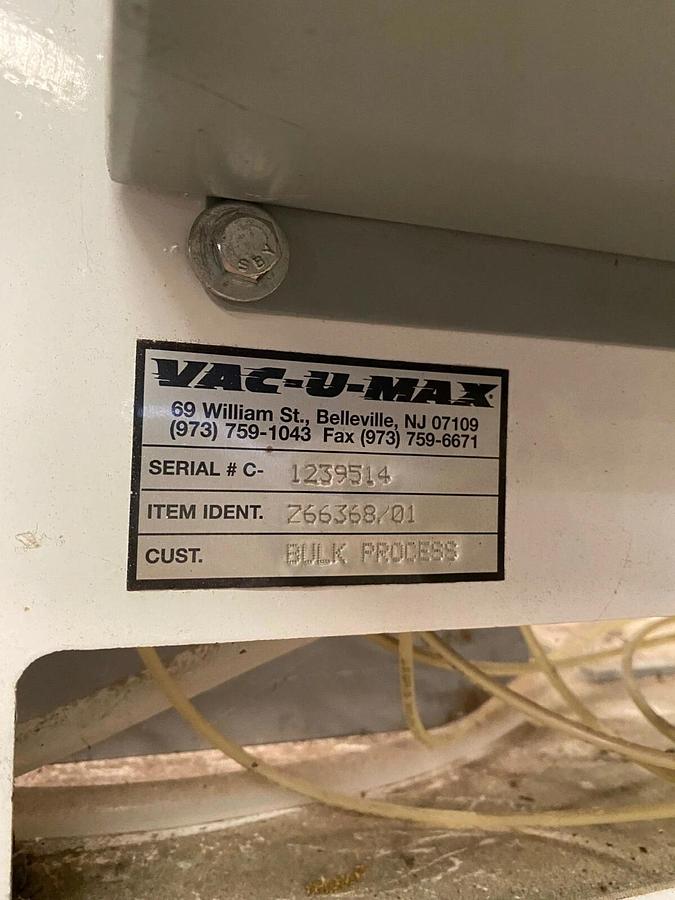 SBY
VAC-U-MAX
69 William St., Belleville, NJ 07109
(973) 759-1043 Fax (973) 759-6671
SERIAL # C- 1239514
ITEM IDENT. Z66368/01
CUST. BULK PROCESS